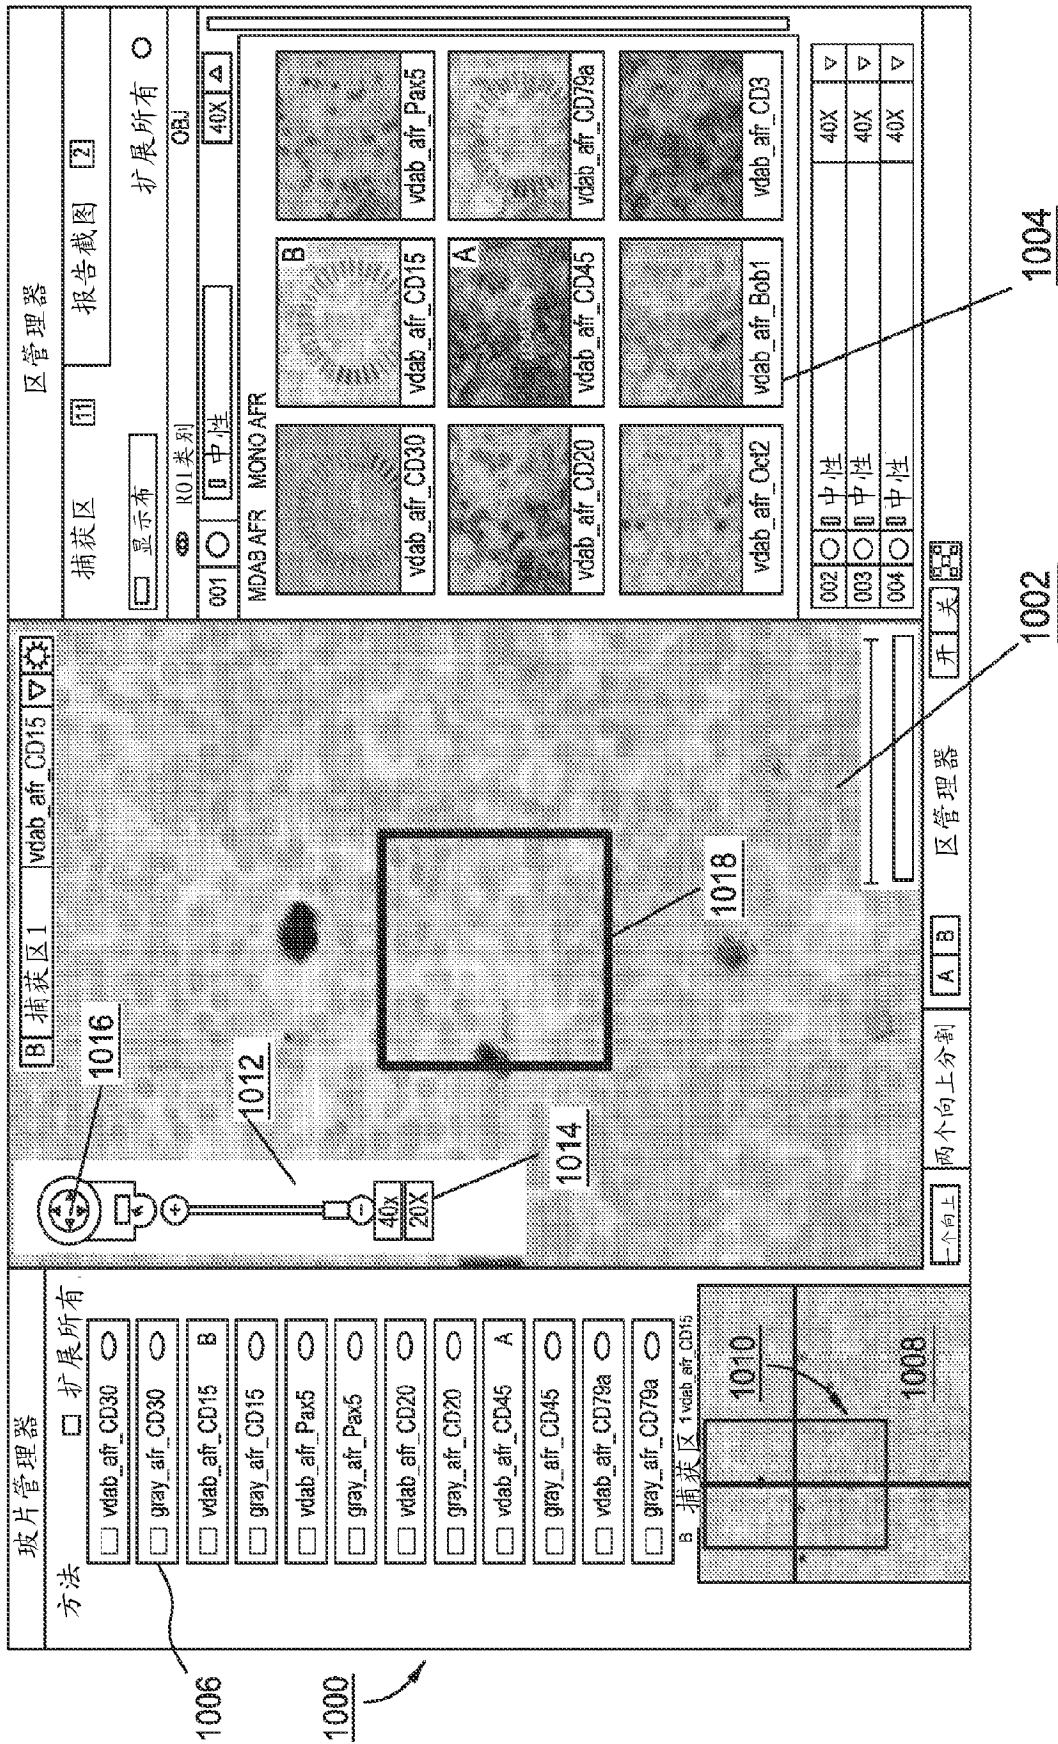 玻片管理器
方法
扩展所有
vdab_afr_CD30
gray_afr_CD30
vdab_afr_CD15 B
gray_afr_CD15
vdab_afr_Pax5
gray_afr_Pax5
vdab_afr_CD20
gray_afr_CD20
vdab_afr_CD45 A
gray_afr_CD45
vdab_afr_CD79a
gray_afr_CD79a
B 捕获区1 vdab_afr_CD15
1010
1008
B 捕获区1 vdab_afr_CD15
1016
1012
40x
20X
1014
1018
一个向上
两个向上分割
A B
区管理器
开 关
区管理器
捕获区 11
报告截图 2
显示布
扩展所有
ROI类别
OBJ
001 中性 40X
MDAB AFR MONO AFR
vdab_afr_CD30
B
vdab_afr_CD15
vdab_afr_Pax5
vdab_afr_CD20
A
vdab_afr_CD45
vdab_afr_CD79a
vdab_afr_Oct2
vdab_afr_Bob1
vdab_afr_CD3
002 中性 40X
003 中性 40X
004 中性 40X
1006
1000
1002
1004